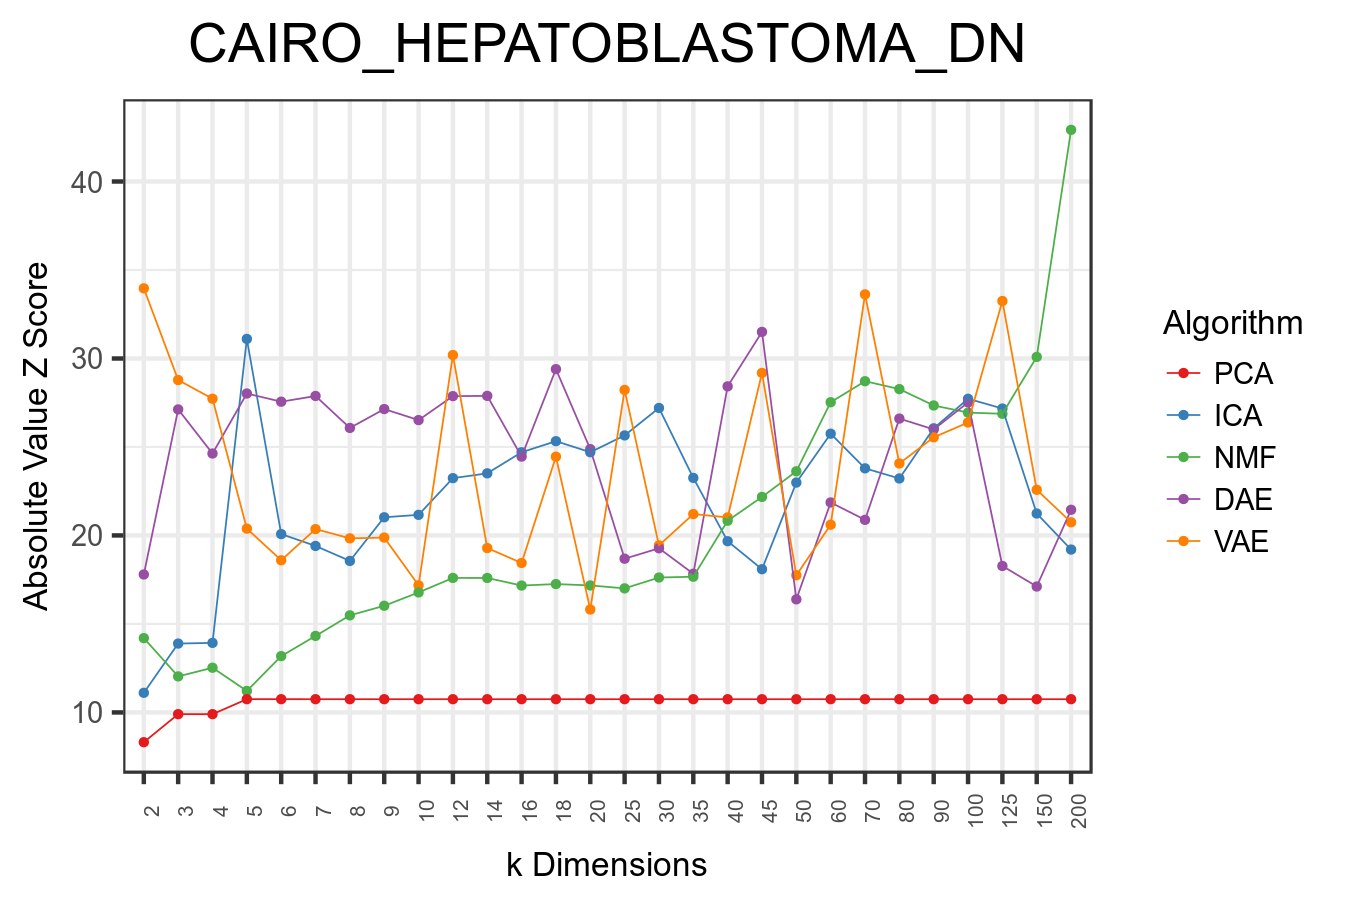 CAIRO_HEPATOBLASTOMA_DN
Absolute Value Z Score
40
30
20
10
2 3 4 5 6 7 8 9 10 12 14 16 18 20 25 30 35 40 45 50 60 70 80 90 100 125 150 200
k Dimensions
Algorithm
PCA
ICA
NMF
DAE
VAE